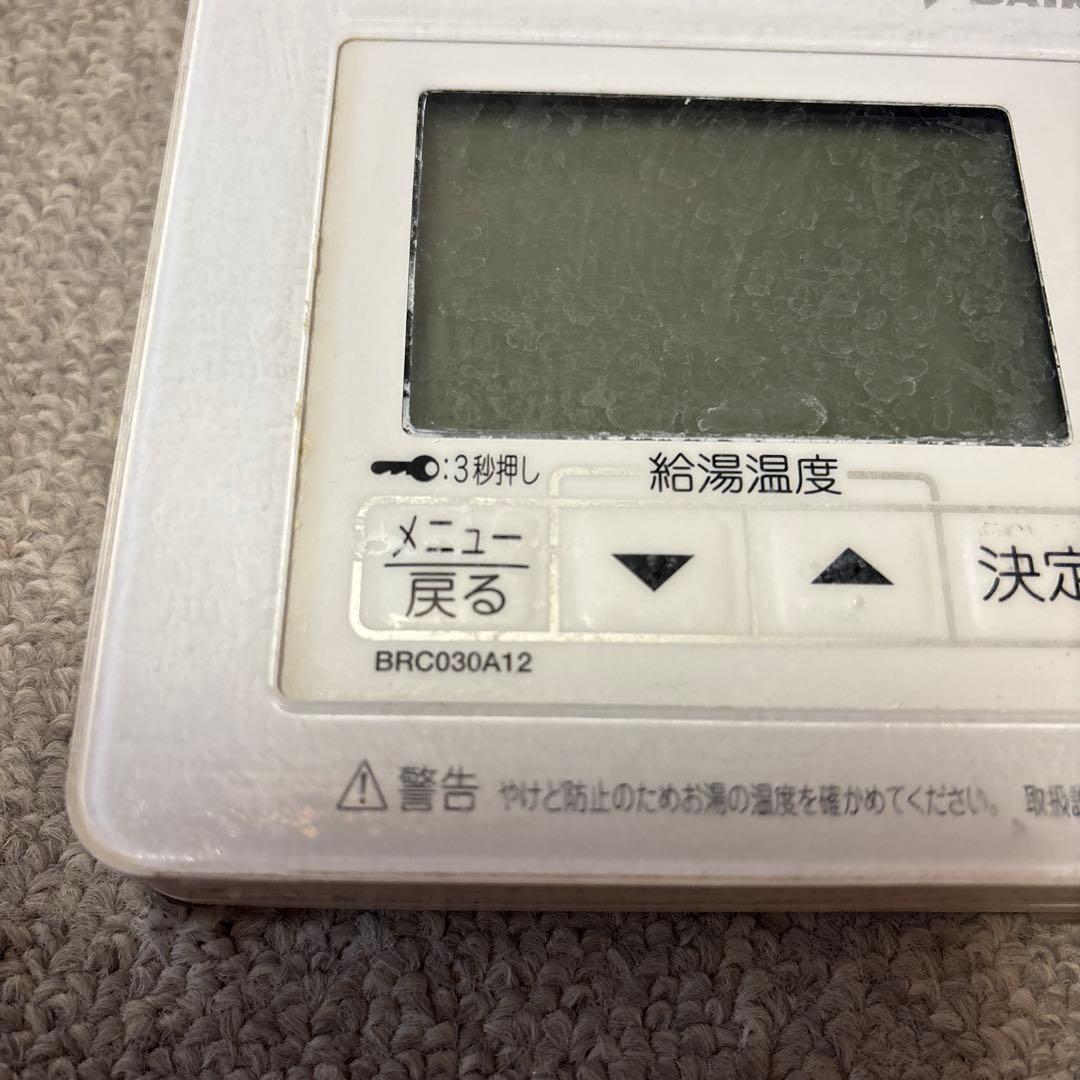 :3秒押し
給湯温度
メニュー
戻る
▼
▲
決定
BRC030A12
⚠警告 やけど防止のためお湯の温度を確かめてください。 取扱